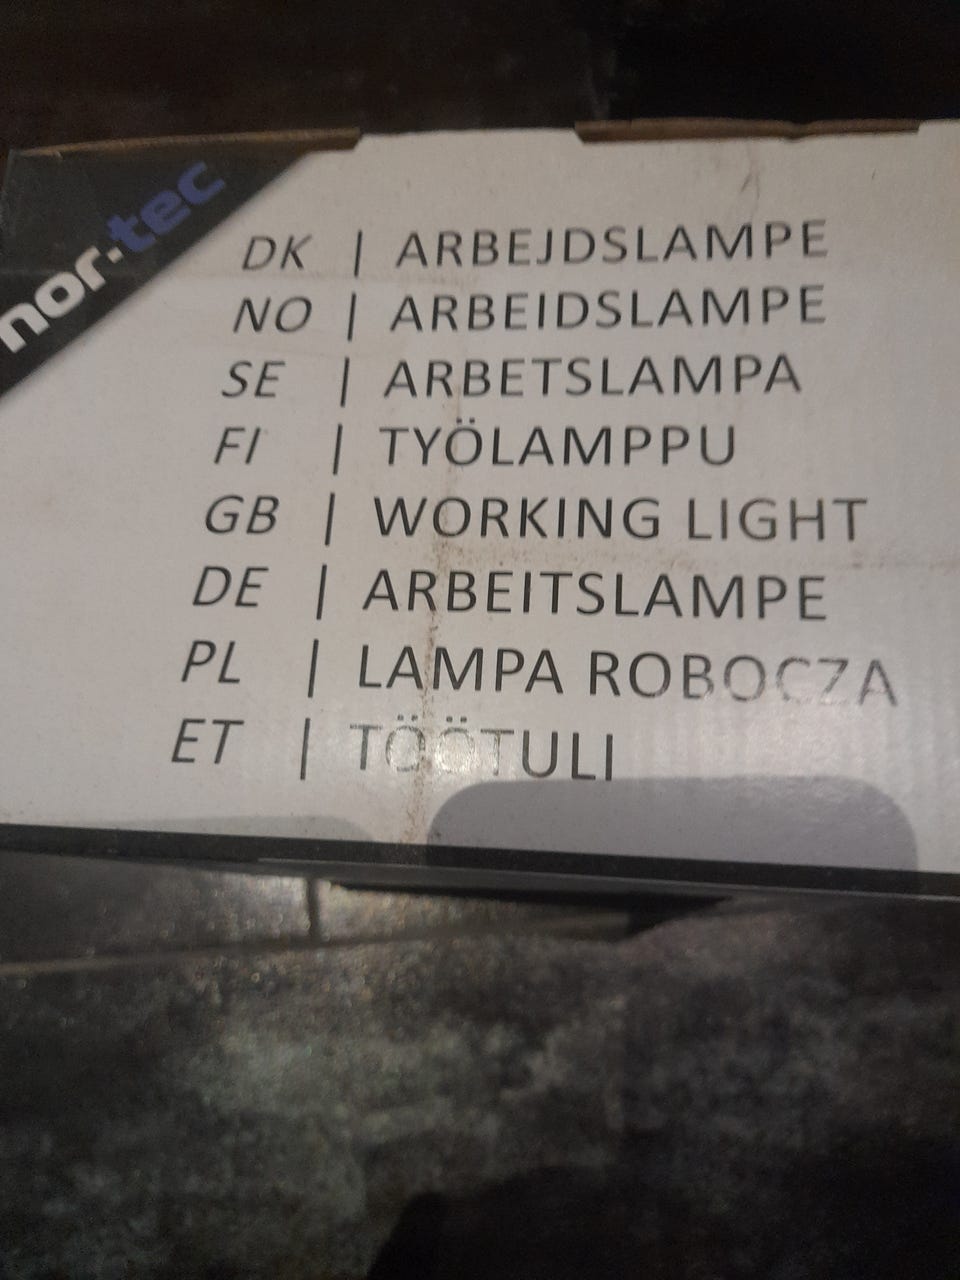 nor·tec
DK | ARBEJDSLAMPE
NO | ARBEIDSLAMPE
SE | ARBETSLAMPA
FI | TYÖLAMPPU
GB | WORKING LIGHT
DE | ARBEITSLAMPE
PL | LAMPA ROBOCZA
ET | TÖÖTULI